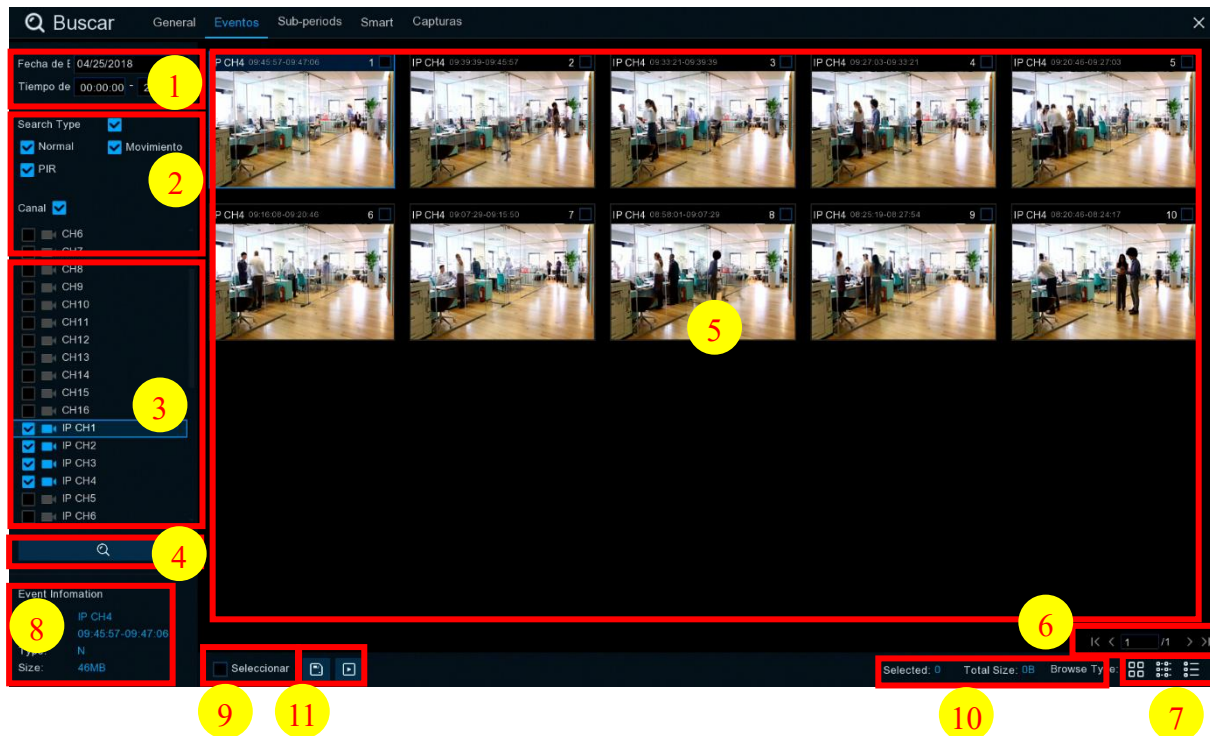 Buscar General Eventos Sub-periods Smart Capturas
Fecha de E 04/25/2018
Tiempo de 00:00:00 - 2
1
Search Type
Normal Movimiento
PIR
2
Canal
CH6
CH7
CH8
CH9
CH10
CH11
CH12
CH13
CH14
CH15
CH16
IP CH1
IP CH2
IP CH3
IP CH4
IP CH5
IP CH6
3
4
Event Infomation
IP CH4
09:45:57-09:47:06
Type: N
Size: 46MB
8
IP CH4 09:45:57-09:47:06 1
IP CH4 09:39:39-09:45:57 2
IP CH4 09:33:21-09:39:39 3
IP CH4 09:27:03-09:33:21 4
IP CH4 09:20:46-09:27:03 5
IP CH4 09:16:08-09:20:46 6
IP CH4 09:07:29-09:15:50 7
IP CH4 08:58:01-09:07:29 8
IP CH4 08:25:19-08:27:54 9
IP CH4 08:20:46-08:24:17 10
5
6
1 /1
Seleccionar
Selected: 0 Total Size: 0B Browse Type:
9
11
10
7